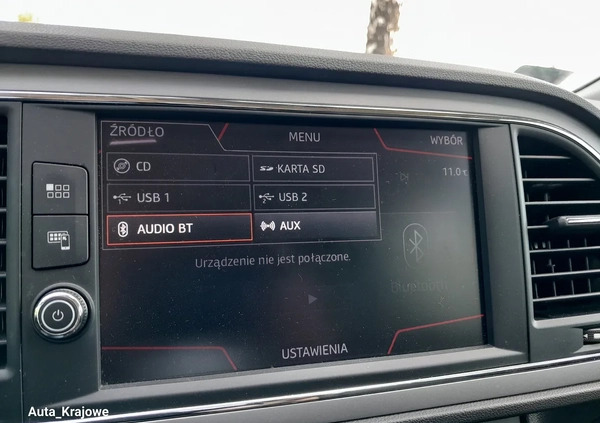 ŹRÓDŁO MENU WYBÓR
CD KARTA SD 11.0
USB 1 USB 2
AUDIO BT AUX
Urządzenie nie jest połączone.
Bluetooth
USTAWIENIA
Auta_Krajowe